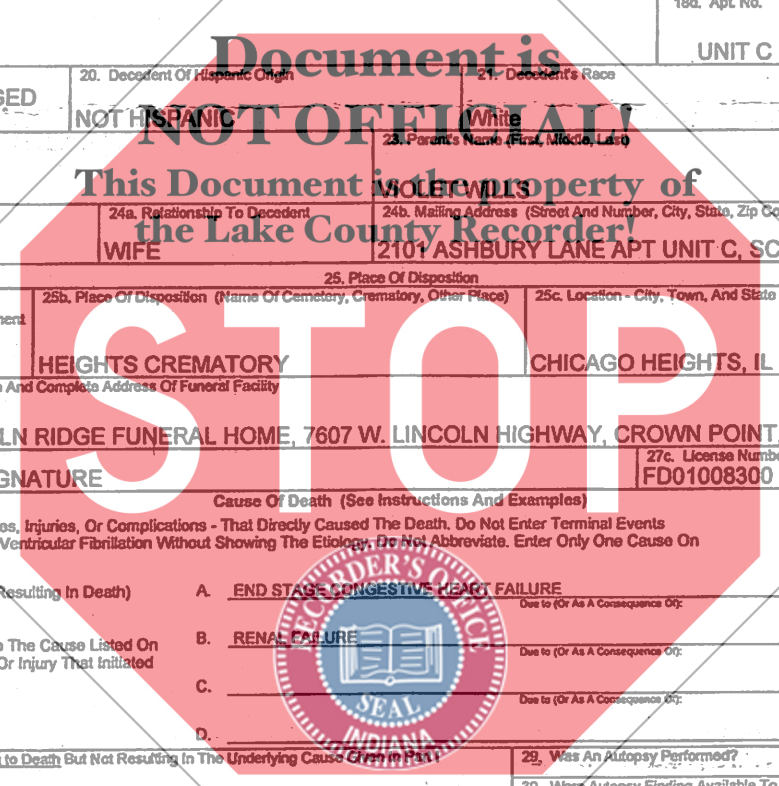 18d. Apt. No.
UNIT C
20. Decedent Of Hispanic Origin
21. Decedent's Race
SED
NOT HISPANIC
White
23. Parent's Name (First, Middle, Last)
VIOLET WILLS
24a. Relationship To Decedent
24b. Mailing Address (Street And Number, City, State, Zip Co
WIFE
2101 ASHBURY LANE APT UNIT C, SC
25. Place Of Disposition
25b. Place Of Disposition (Name Of Cemetery, Crematory, Other Place)
25c. Location - City, Town, And State
ment
HEIGHTS CREMATORY
CHICAGO HEIGHTS, IL
And Complete Address Of Funeral Facility
LN RIDGE FUNERAL HOME, 7607 W. LINCOLN HIGHWAY, CROWN POINT,
27c. License Numbe
GNATURE
FD01008300
Cause Of Death (See Instructions And Examples)
es, Injuries, Or Complications - That Directly Caused The Death. Do Not Enter Terminal Events
Ventricular Fibrillation Without Showing The Etiology. Do Not Abbreviate. Enter Only One Cause On
Resulting In Death)
A. END STAGE CONGESTIVE HEART FAILURE
Due to (Or As A Consequence Of):
B. RENAL FAILURE
Due to (Or As A Consequence Of):
The Cause Listed On
Or Injury That Initiated
C.
Due to (Or As A Consequence Of):
D.
to Death But Not Resulting In The Underlying Cause Given In Part I
29. Was An Autopsy Performed?
30. Were Autopsy Finding Available To
Document is
NOT OFFICIAL!
This Document is the property of
the Lake County Recorder!
STOP
RECORDER'S OFFICE
SEAL
INDIANA